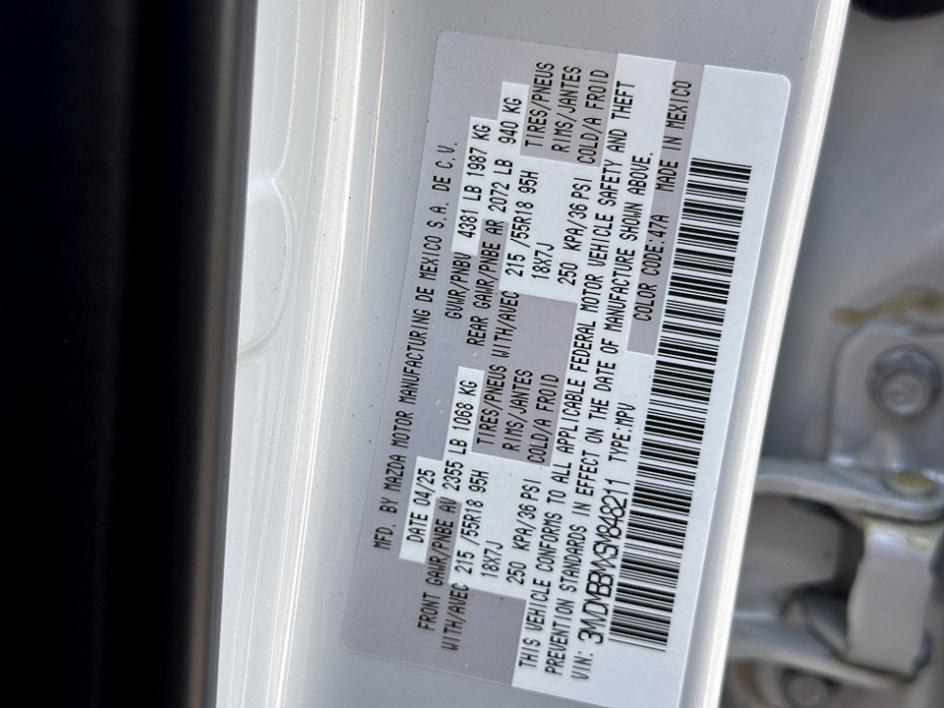 MFD. BY MAZDA MOTOR MANUFACTURING DE MEXICO S.A. DE C.V.
DATE 04/25 GVWR/PNBV 4381 LB 1987 KG
FRONT GAWR/PNBE AV 2355 LB 1068 KG REAR GAWR/PNBE AR 2072 LB 940 KG
WITH/AVEC 215 /55R18 95H TIRES/PNEUS WITH/AVEC 215 /55R18 95H TIRES/PNEUS
18X7J RIMS/JANTES 18X7J RIMS/JANTES
250 KPA/36 PSI COLD/A FROID 250 KPA/36 PSI COLD/A FROID
THIS VEHICLE CONFORMS TO ALL APPLICABLE FEDERAL MOTOR VEHICLE SAFETY AND THEFT
PREVENTION STANDARDS IN EFFECT ON THE DATE OF MANUFACTURE SHOWN ABOVE.
VIN: 3MVDMBBMXSM848211 TYPE:MPV COLOR CODE:47A MADE IN MEXICO